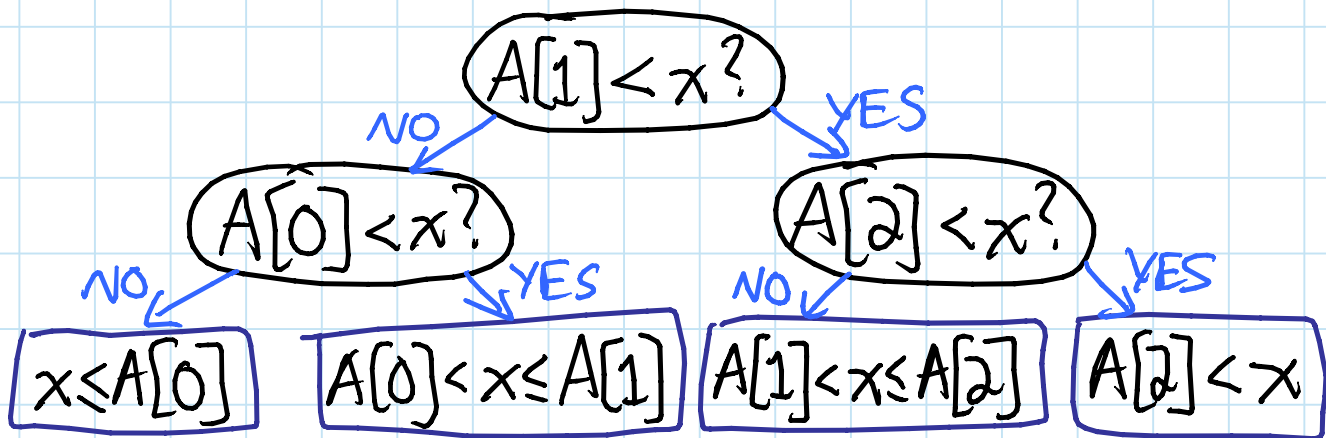 A[1] < x?
NO YES
A[0] < x? A[2] < x?
NO YES NO YES
x ≤ A[0] A[0] < x ≤ A[1] A[1] < x ≤ A[2] A[2] < x